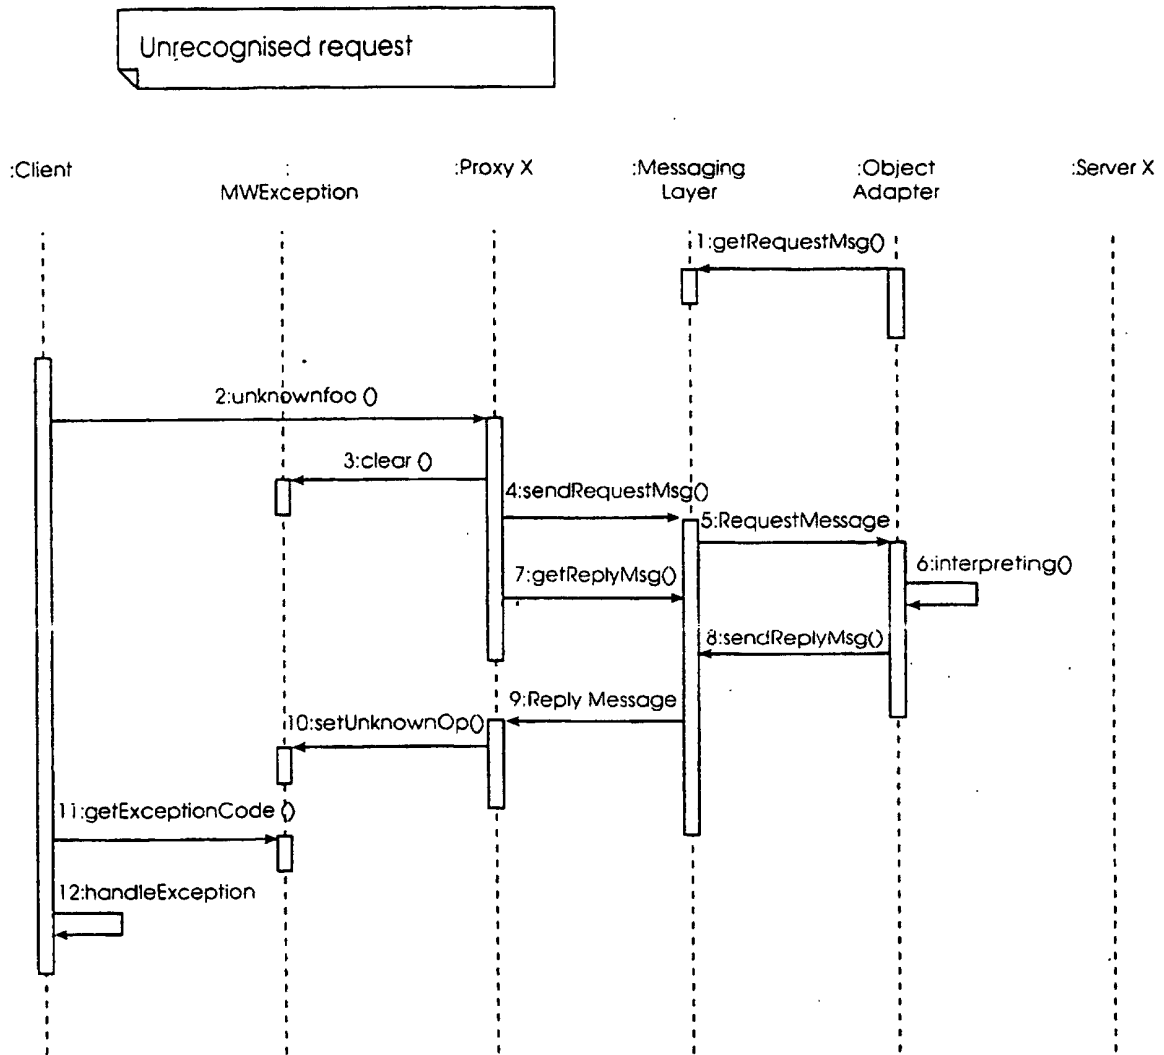 Unrecognised request
:Client
:
MWException
:Proxy X
:Messaging
Layer
:Object
Adapter
:Server X
1:getRequestMsg()
2:unknownfoo ()
3:clear ()
4:sendRequestMsg()
5:RequestMessage
6:interpreting()
7:getReplyMsg()
8:sendReplyMsg()
9:Reply Message
10:setUnknownOp()
11:getExceptionCode ()
12:handleException